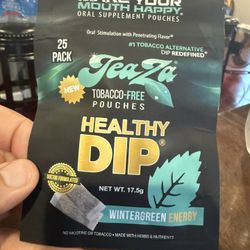 MOUTH HAPPY
ORAL SUPPLEMENT POUCHES
Oral Stimulation with Penetrating Flavor
#1 TOBACCO ALTERNATIVE
DIP REDEFINED
25
PACK
TeaZa
NEW
TOBACCO-FREE
POUCHES
HEALTHY
DIP
DOCTOR FORMULATED
NET WT. 17.5g
WINTERGREEN ENERGY
NO NICOTINE OR TOBACCO • MADE WITH HERBS & NUTRIENTS